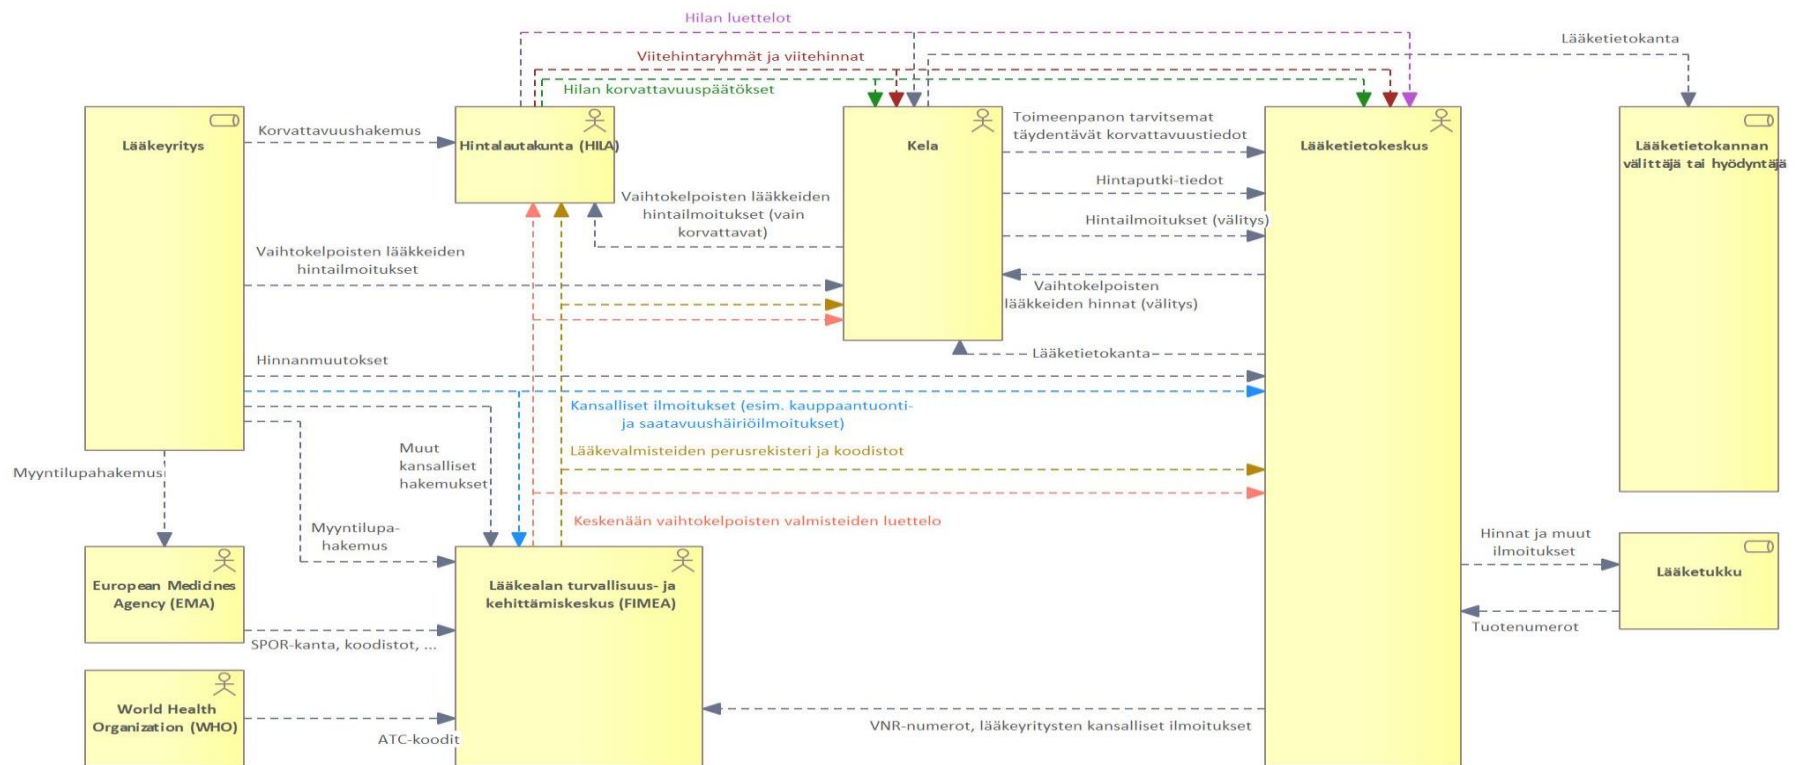 Hilan luettelot
Lääketietokanta
Viitehintaryhmät ja viitehinnat
Hilan korvattavuuspäätökset
Lääkeyritys
Korvattavuushakemus
Hintalautakunta (HILA)
Kela
Toimeenpanon tarvitsemat
täydentävät korvattavuustiedot
Lääketietokeskus
Lääketietokannan
välittäjä tai hyödyntäjä
Hintaputki-tiedot
Vaihtokelpoisten lääkkeiden
hintailmoitukset (vain
korvattavat)
Hintailmoitukset (välitys)
Vaihtokelpoisten lääkkeiden
hintailmoitukset
Vaihtokelpoisten
lääkkeiden hinnat (välitys)
Hinnanmuutokset
Lääketietokanta
Kansalliset ilmoitukset (esim. kauppaantuonti-
ja saatavuushäiriöilmoitukset)
Muut
kansalliset
hakemukset
Lääkevalmisteiden perusrekisteri ja koodistot
Myyntilupahakemus
Myyntilupa-
hakemus
Keskenään vaihtokelpoisten valmisteiden luettelo
Hinnat ja muut
ilmoitukset
European Medicines
Agency (EMA)
Lääkealan turvallisuus- ja
kehittämiskeskus (FIMEA)
Lääketukku
SPOR-kanta, koodistot, ...
Tuotenumerot
World Health
Organization (WHO)
ATC-koodit
VNR-numerot, lääkeyritysten kansalliset ilmoitukset